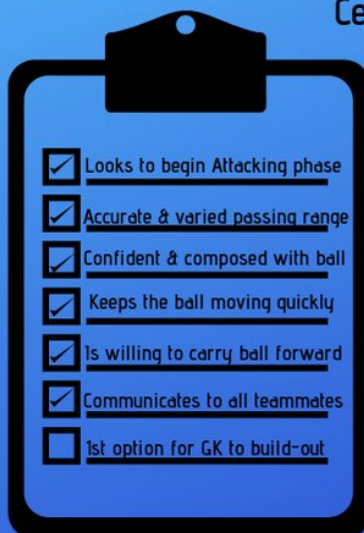 Ce
Looks to begin Attacking phase
Accurate & varied passing range
Confident & composed with ball
Keeps the ball moving quickly
Is willing to carry ball forward
Communicates to all teammates
1st option for GK to build-out